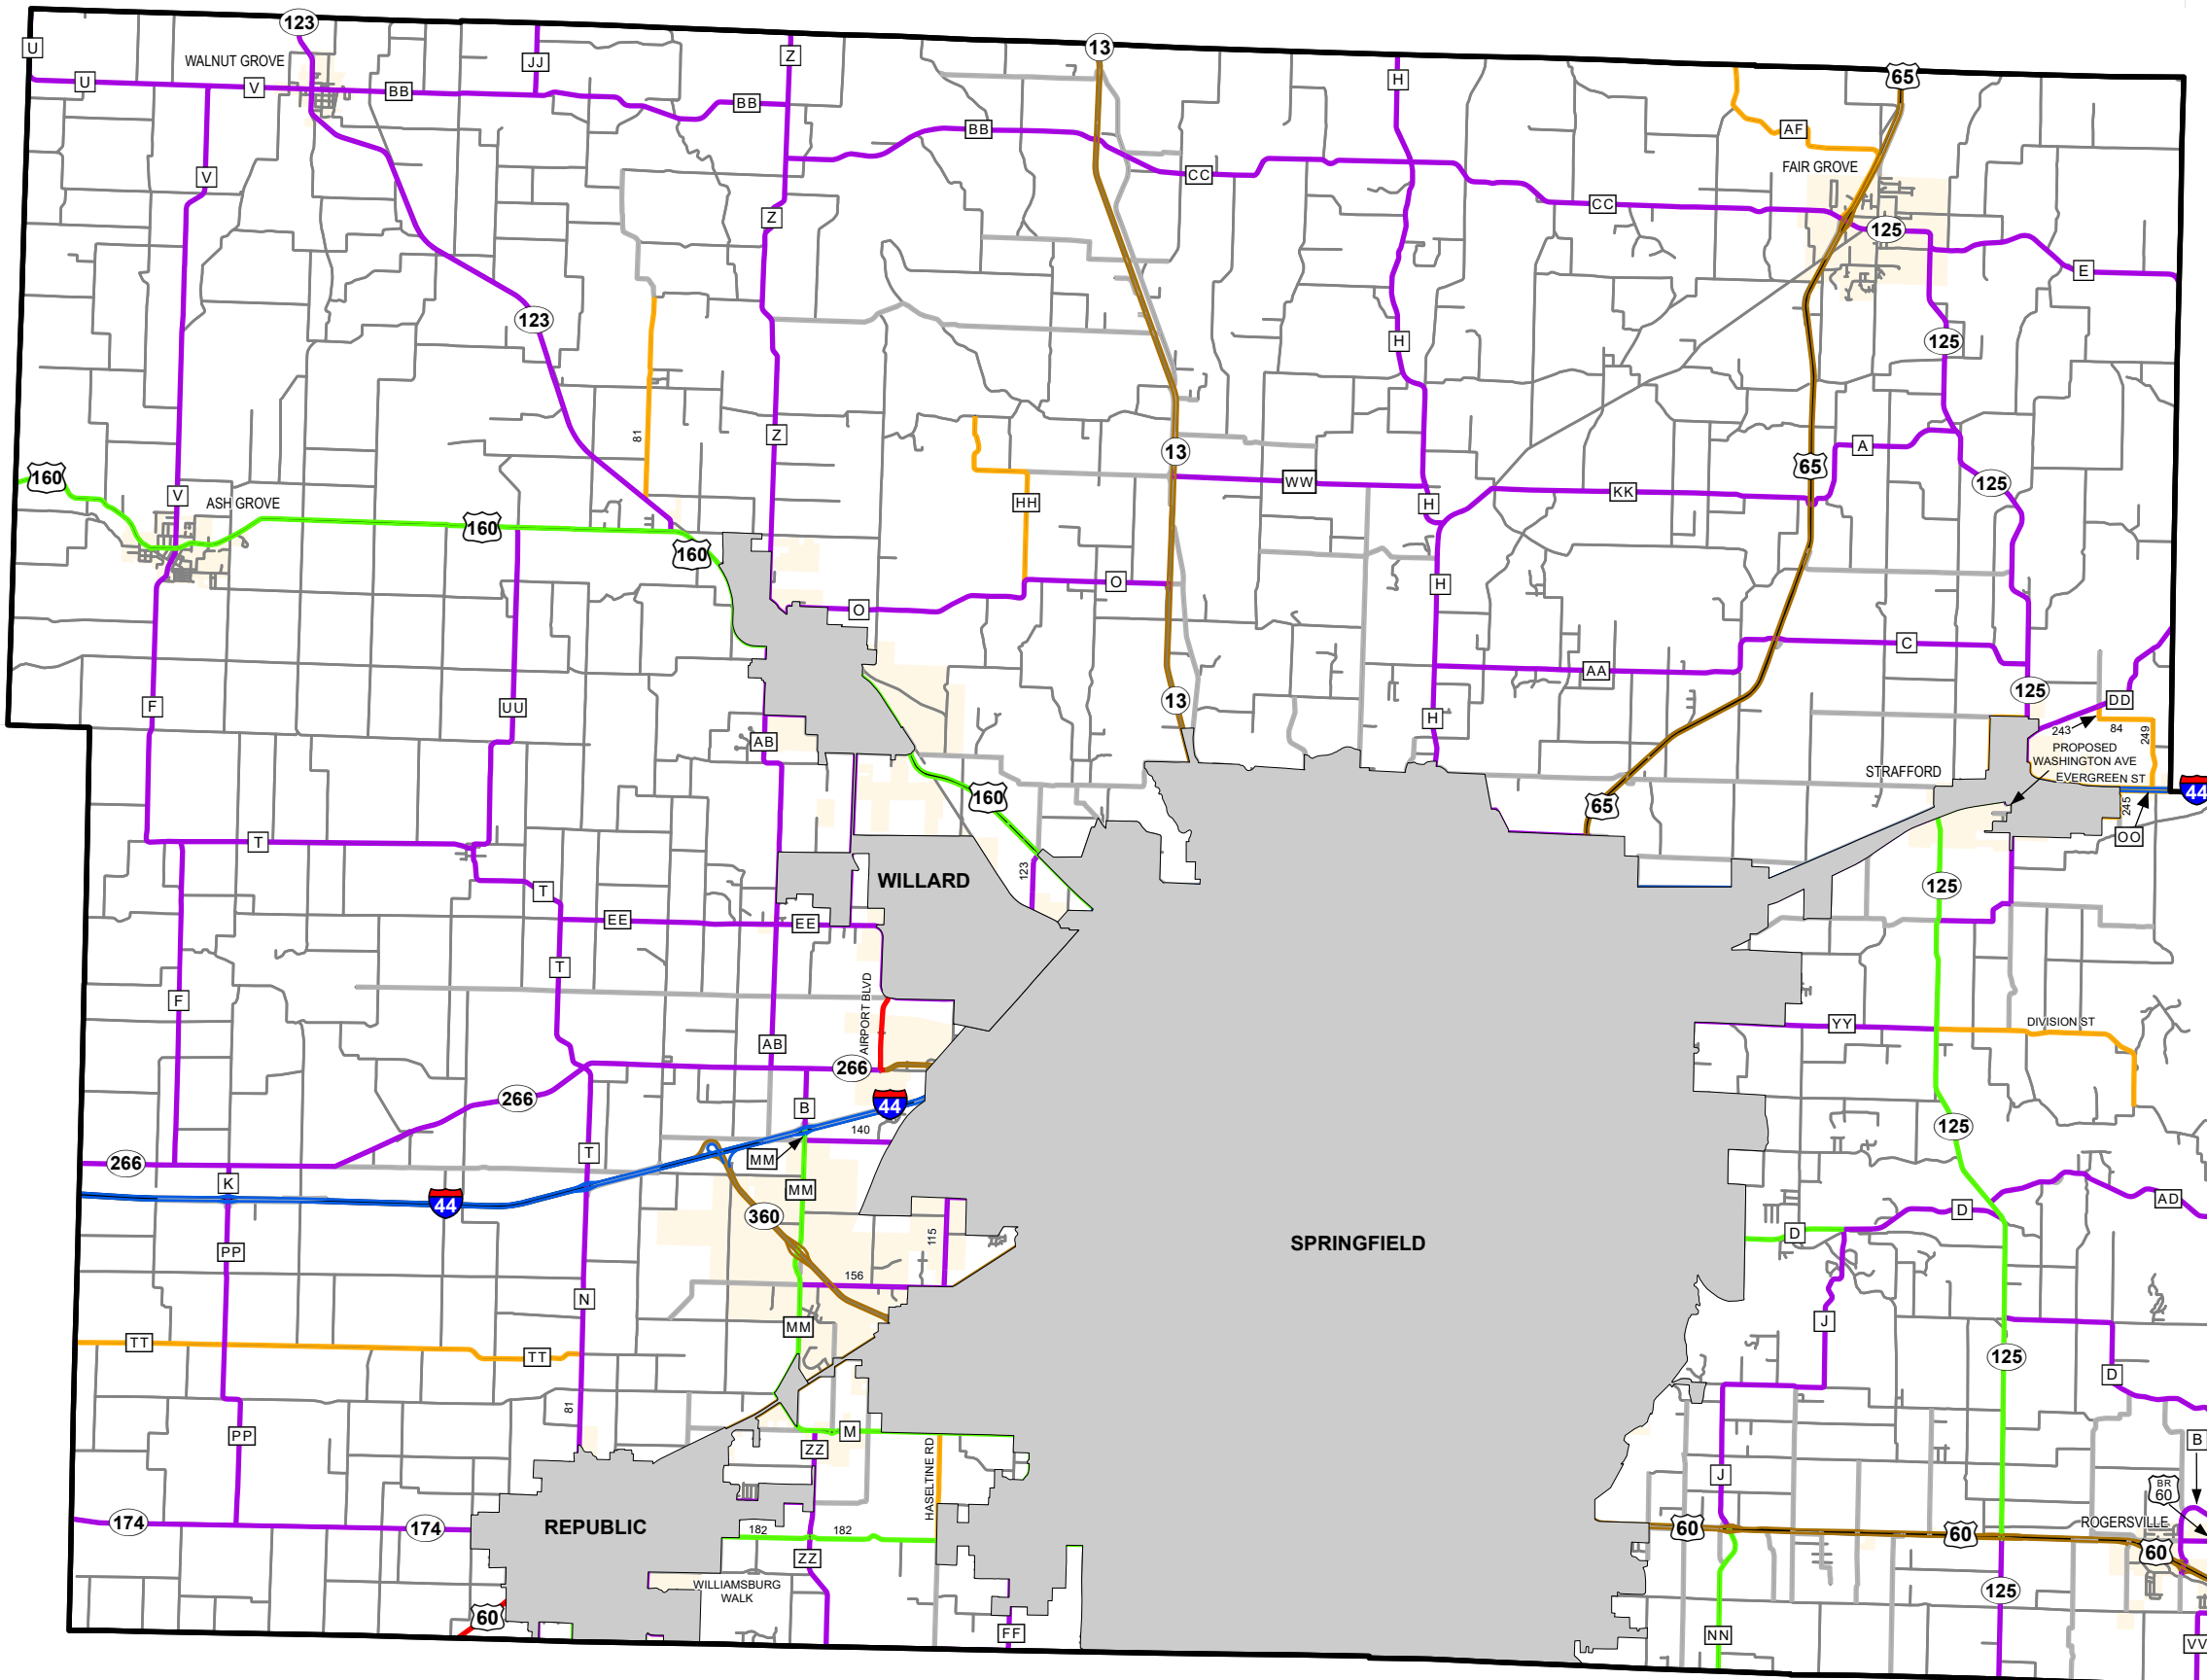 123
U
WALNUT GROVE
U
V
BB
JJ
Z
BB
13
BB
H
65
AF
FAIR GROVE
V
CC
CC
Z
125
E
123
H
125
81
Z
13
65
A
160
V
ASH GROVE
160
160
HH
WW
H
KK
125
O
O
H
AA
C
F
UU
13
H
125
DD
AB
243
84
249
PROPOSED
WASHINGTON AVE
EVERGREEN ST
STRAFFORD
160
65
44
245
OO
T
WILLARD
123
125
T
EE
EE
T
F
AIRPORT BLVD
YY
DIVISION ST
AB
266
266
B
44
140
125
266
K
T
MM
44
MM
360
AD
D
D
PP
115
SPRINGFIELD
156
N
MM
J
TT
TT
125
D
81
PP
M
ZZ
HASELTINE RD
B
J
BR
60
174
174
REPUBLIC
182
182
60
60
ROGERSVILLE
60
ZZ
WILLIAMSBURG
WALK
125
60
FF
NN
VV